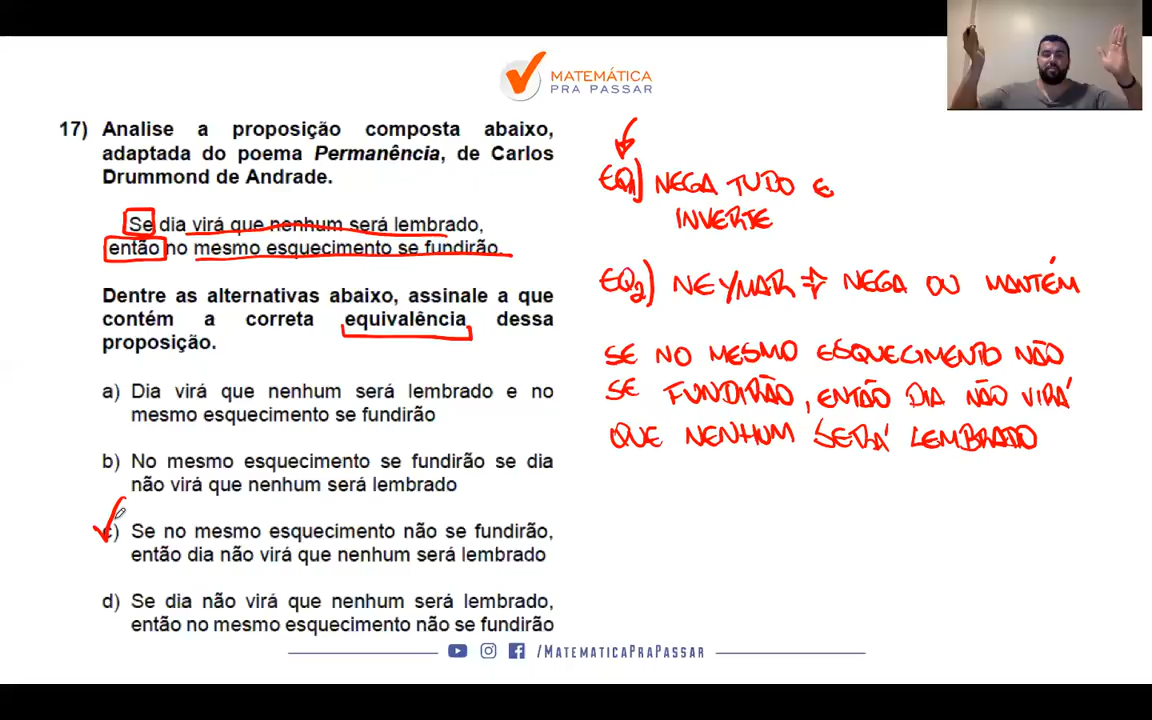 MATEMÁTICA
PRA PASSAR
17) Analise a proposição composta abaixo,
adaptada do poema Permanência, de Carlos
Drummond de Andrade.
Se dia virá que nenhum será lembrado,
então no mesmo esquecimento se fundirão.
Dentre as alternativas abaixo, assinale a que
contém a correta equivalência dessa
proposição.
a) Dia virá que nenhum será lembrado e no
mesmo esquecimento se fundirão
b) No mesmo esquecimento se fundirão se dia
não virá que nenhum será lembrado
c) Se no mesmo esquecimento não se fundirão,
então dia não virá que nenhum será lembrado
d) Se dia não virá que nenhum será lembrado,
então no mesmo esquecimento não se fundirão
EQ1) NEGA TUDO E
INVERTE
EQ2) NEYMAR → NEGA OU MANTÉM
SE NO MESMO ESQUECIMENTO NÃO
SE FUNDIRÃO, ENTÃO DIA NÃO VIRÁ
QUE NENHUM SERÁ LEMBRADO
/MATEMATICAPRAPASSAR